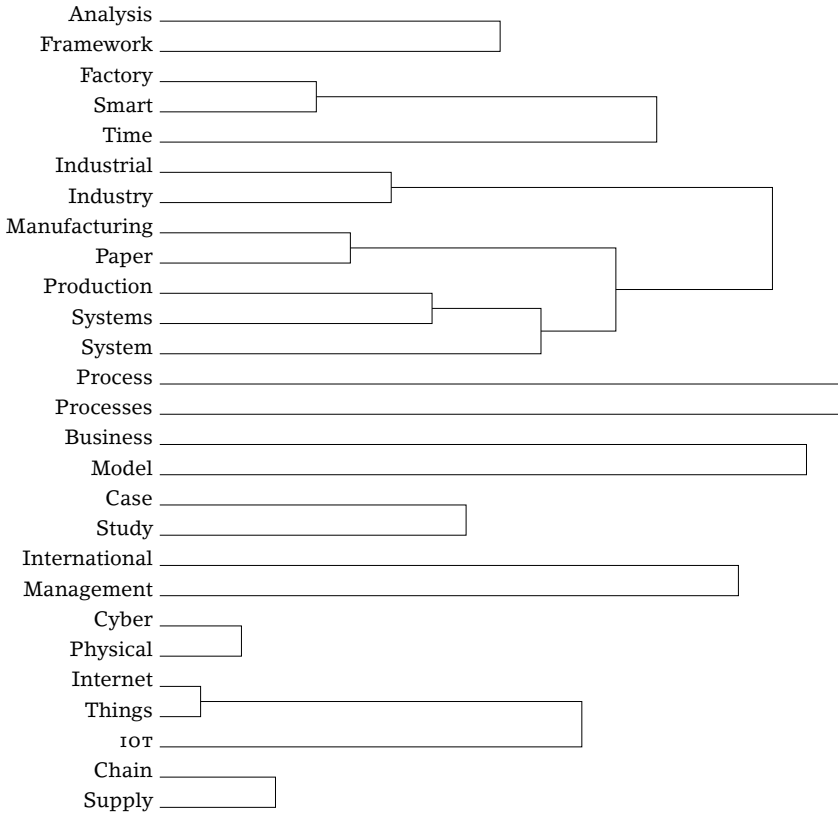 Analysis
Framework
Factory
Smart
Time
Industrial
Industry
Manufacturing
Paper
Production
Systems
System
Process
Processes
Business
Model
Case
Study
International
Management
Cyber
Physical
Internet
Things
IOT
Chain
Supply